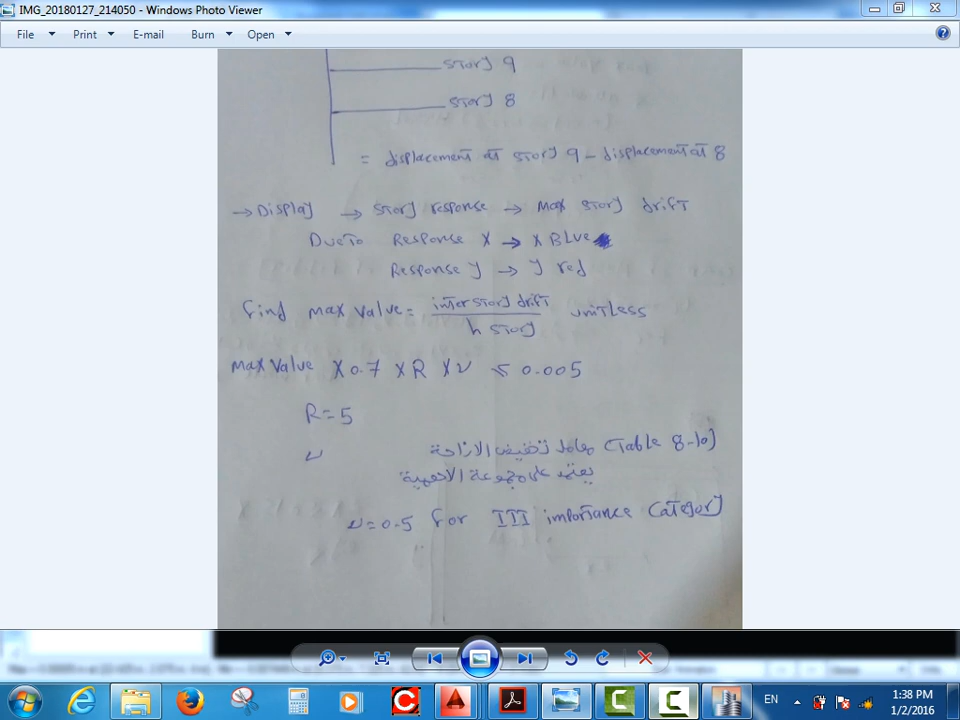 IMG_20180127_214050 - Windows Photo Viewer
File Print E-mail Burn Open
story 9
story 8
= displacement at story 9 - displacement at 8
→ Display → story response → max story drift
Due to Response X → X Blue
Response y → y red
find max value = inter story drift / h story unitless
max value X 0.7 X R X ν ≤ 0.005
R = 5
ν معامل تخفيض الازاحة (Table 8-10)
يعتمد على مجموعة الاهمية
ν = 0.5 for III importance category
EN
1:38 PM
1/2/2016